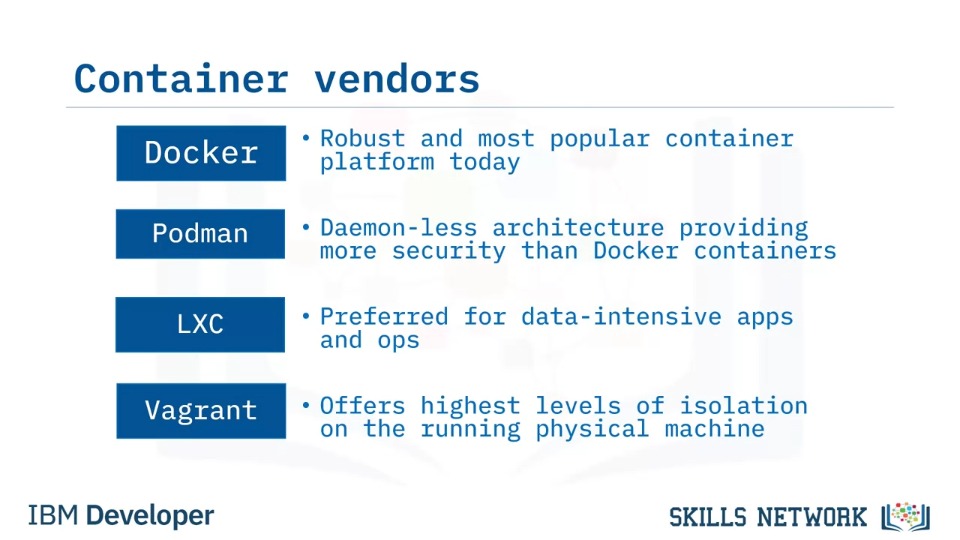 Container vendors
Docker
• Robust and most popular container
platform today
Podman
• Daemon-less architecture providing
more security than Docker containers
LXC
• Preferred for data-intensive apps
and ops
Vagrant
• Offers highest levels of isolation
on the running physical machine
IBM Developer
SKILLS NETWORK